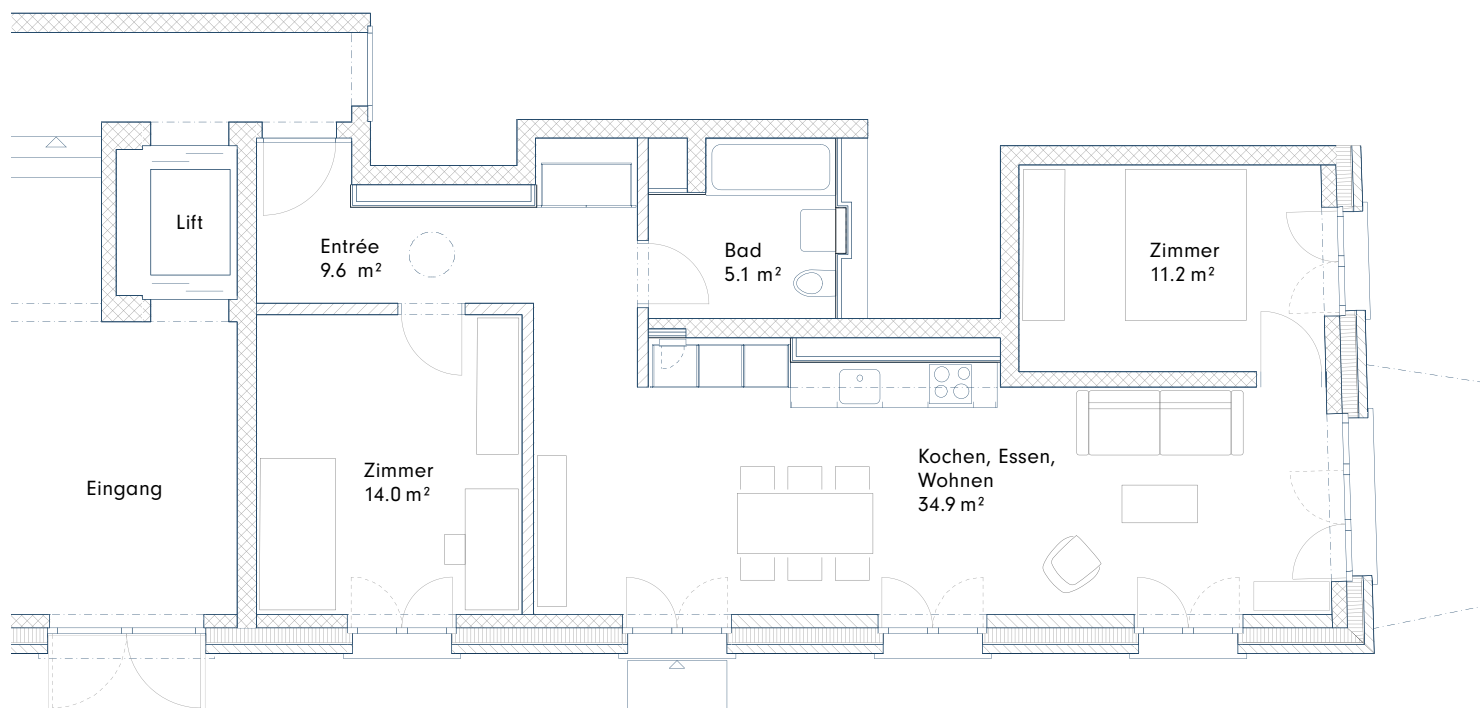 Lift
Entrée
9.6 m²
Bad
5.1 m²
Zimmer
11.2 m²
Eingang
Zimmer
14.0 m²
Kochen, Essen,
Wohnen
34.9 m²